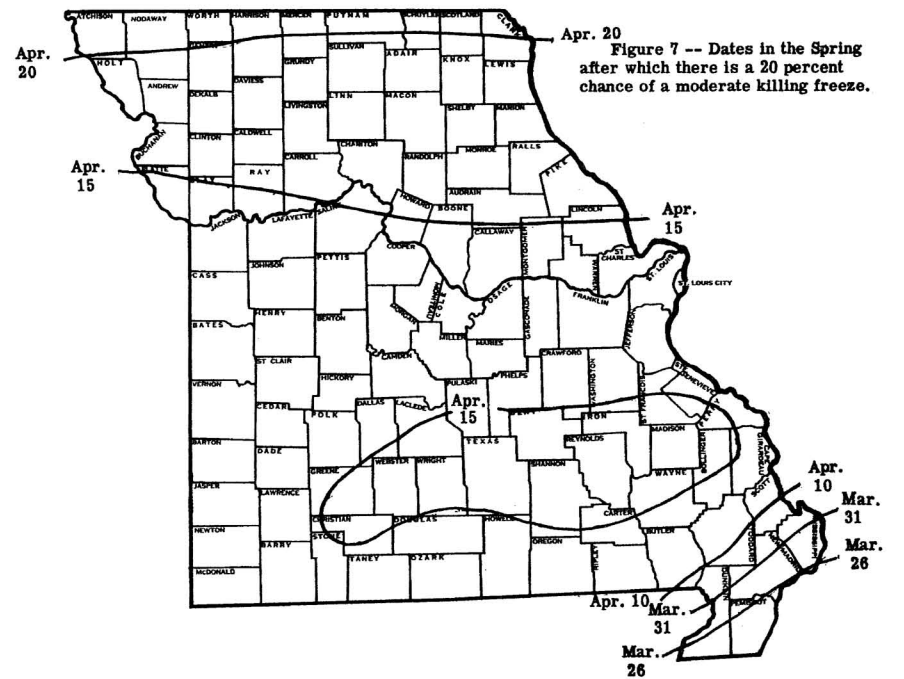 ATCHISON
NODAWAY
WORTH
HARRISON
MERCER
PUTNAM
SCHUYLER
SCOTLAND
CLARK
Apr. 20
Figure 7 -- Dates in the Spring
after which there is a 20 percent
chance of a moderate killing freeze.
Apr.
20
HOLT
GENTRY
SULLIVAN
ADAIR
KNOX
LEWIS
GRUNDY
ANDREW
DEKALB
DAVIESS
LIVINGSTON
LINN
MACON
SHELBY
MARION
BUCHANAN
CLINTON
CALDWELL
CARROLL
CHARITON
RANDOLPH
MONROE
RALLS
PIKE
Apr.
15
PLATTE
CLAY
RAY
AUDRAIN
HOWARD
BOONE
LINCOLN
Apr.
15
JACKSON
LAFAYETTE
SALINE
CALLAWAY
MONTGOMERY
COOPER
WARREN
ST
CHARLES
ST. LOUIS
ST. LOUIS CITY
CASS
JOHNSON
PETTIS
MONITEAU
COLE
OSAGE
GASCONADE
FRANKLIN
JEFFERSON
BATES
HENRY
BENTON
MORGAN
MILLER
MARIES
ST CLAIR
CAMDEN
CRAWFORD
WASHINGTON
STE
GENEVIEVE
VERNON
HICKORY
PULASKI
PHELPS
ST FRANCOIS
PERRY
CEDAR
POLK
DALLAS
LACLEDE
Apr.
15
DENT
IRON
MADISON
BOLLINGER
CAPE
GIRARDEAU
BARTON
DADE
TEXAS
REYNOLDS
GREENE
WEBSTER
WRIGHT
SHANNON
WAYNE
SCOTT
Apr.
10
JASPER
LAWRENCE
CHRISTIAN
DOUGLAS
HOWELL
CARTER
BUTLER
STODDARD
MISSISSIPPI
Mar.
31
NEWTON
BARRY
STONE
TANEY
OZARK
OREGON
RIPLEY
NEW MADRID
Mar.
26
McDONALD
DUNKLIN
PEMISCOT
Apr. 10
Mar.
31
Mar.
26